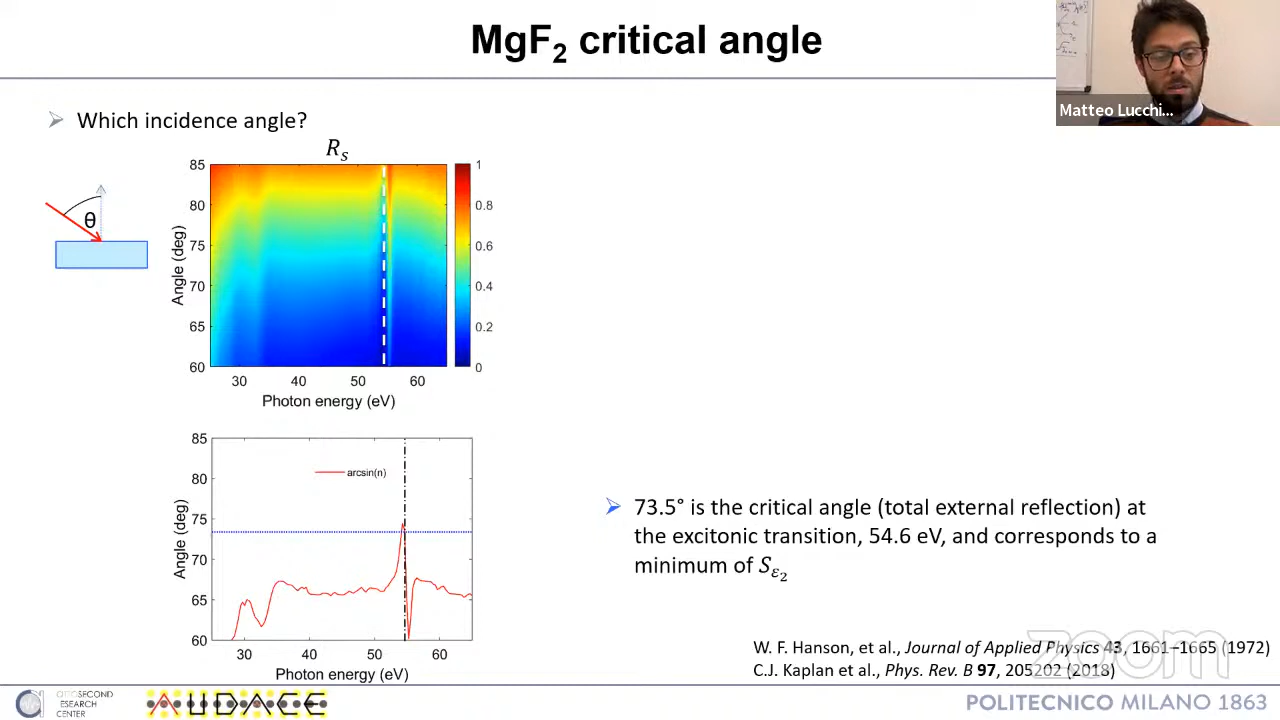 MgF2 critical angle
Matteo Lucchi...
➢ Which incidence angle?
Rs
θ
85
80
75
70
65
60
Angle (deg)
30 40 50 60
Photon energy (eV)
1
0.8
0.6
0.4
0.2
0
85
80
75
70
65
60
Angle (deg)
arcsin(n)
30 40 50 60
Photon energy (eV)
➢ 73.5° is the critical angle (total external reflection) at
the excitonic transition, 54.6 eV, and corresponds to a
minimum of Sε2
W. F. Hanson, et al., Journal of Applied Physics 43, 1661−1665 (1972)
C.J. Kaplan et al., Phys. Rev. B 97, 205202 (2018)
zoom
RESEARCH
CENTER
AUDACE
POLITECNICO MILANO 1863